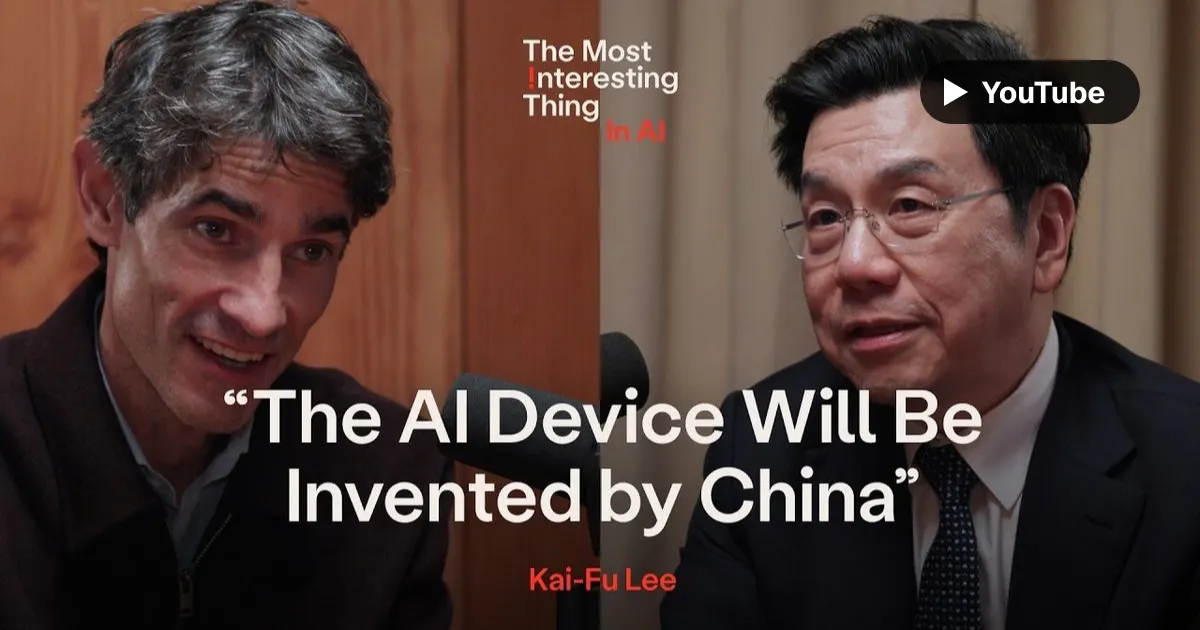 The Most
!nteresting
Thing
In AI
YouTube
“The AI Device Will Be
Invented by China”
Kai-Fu Lee